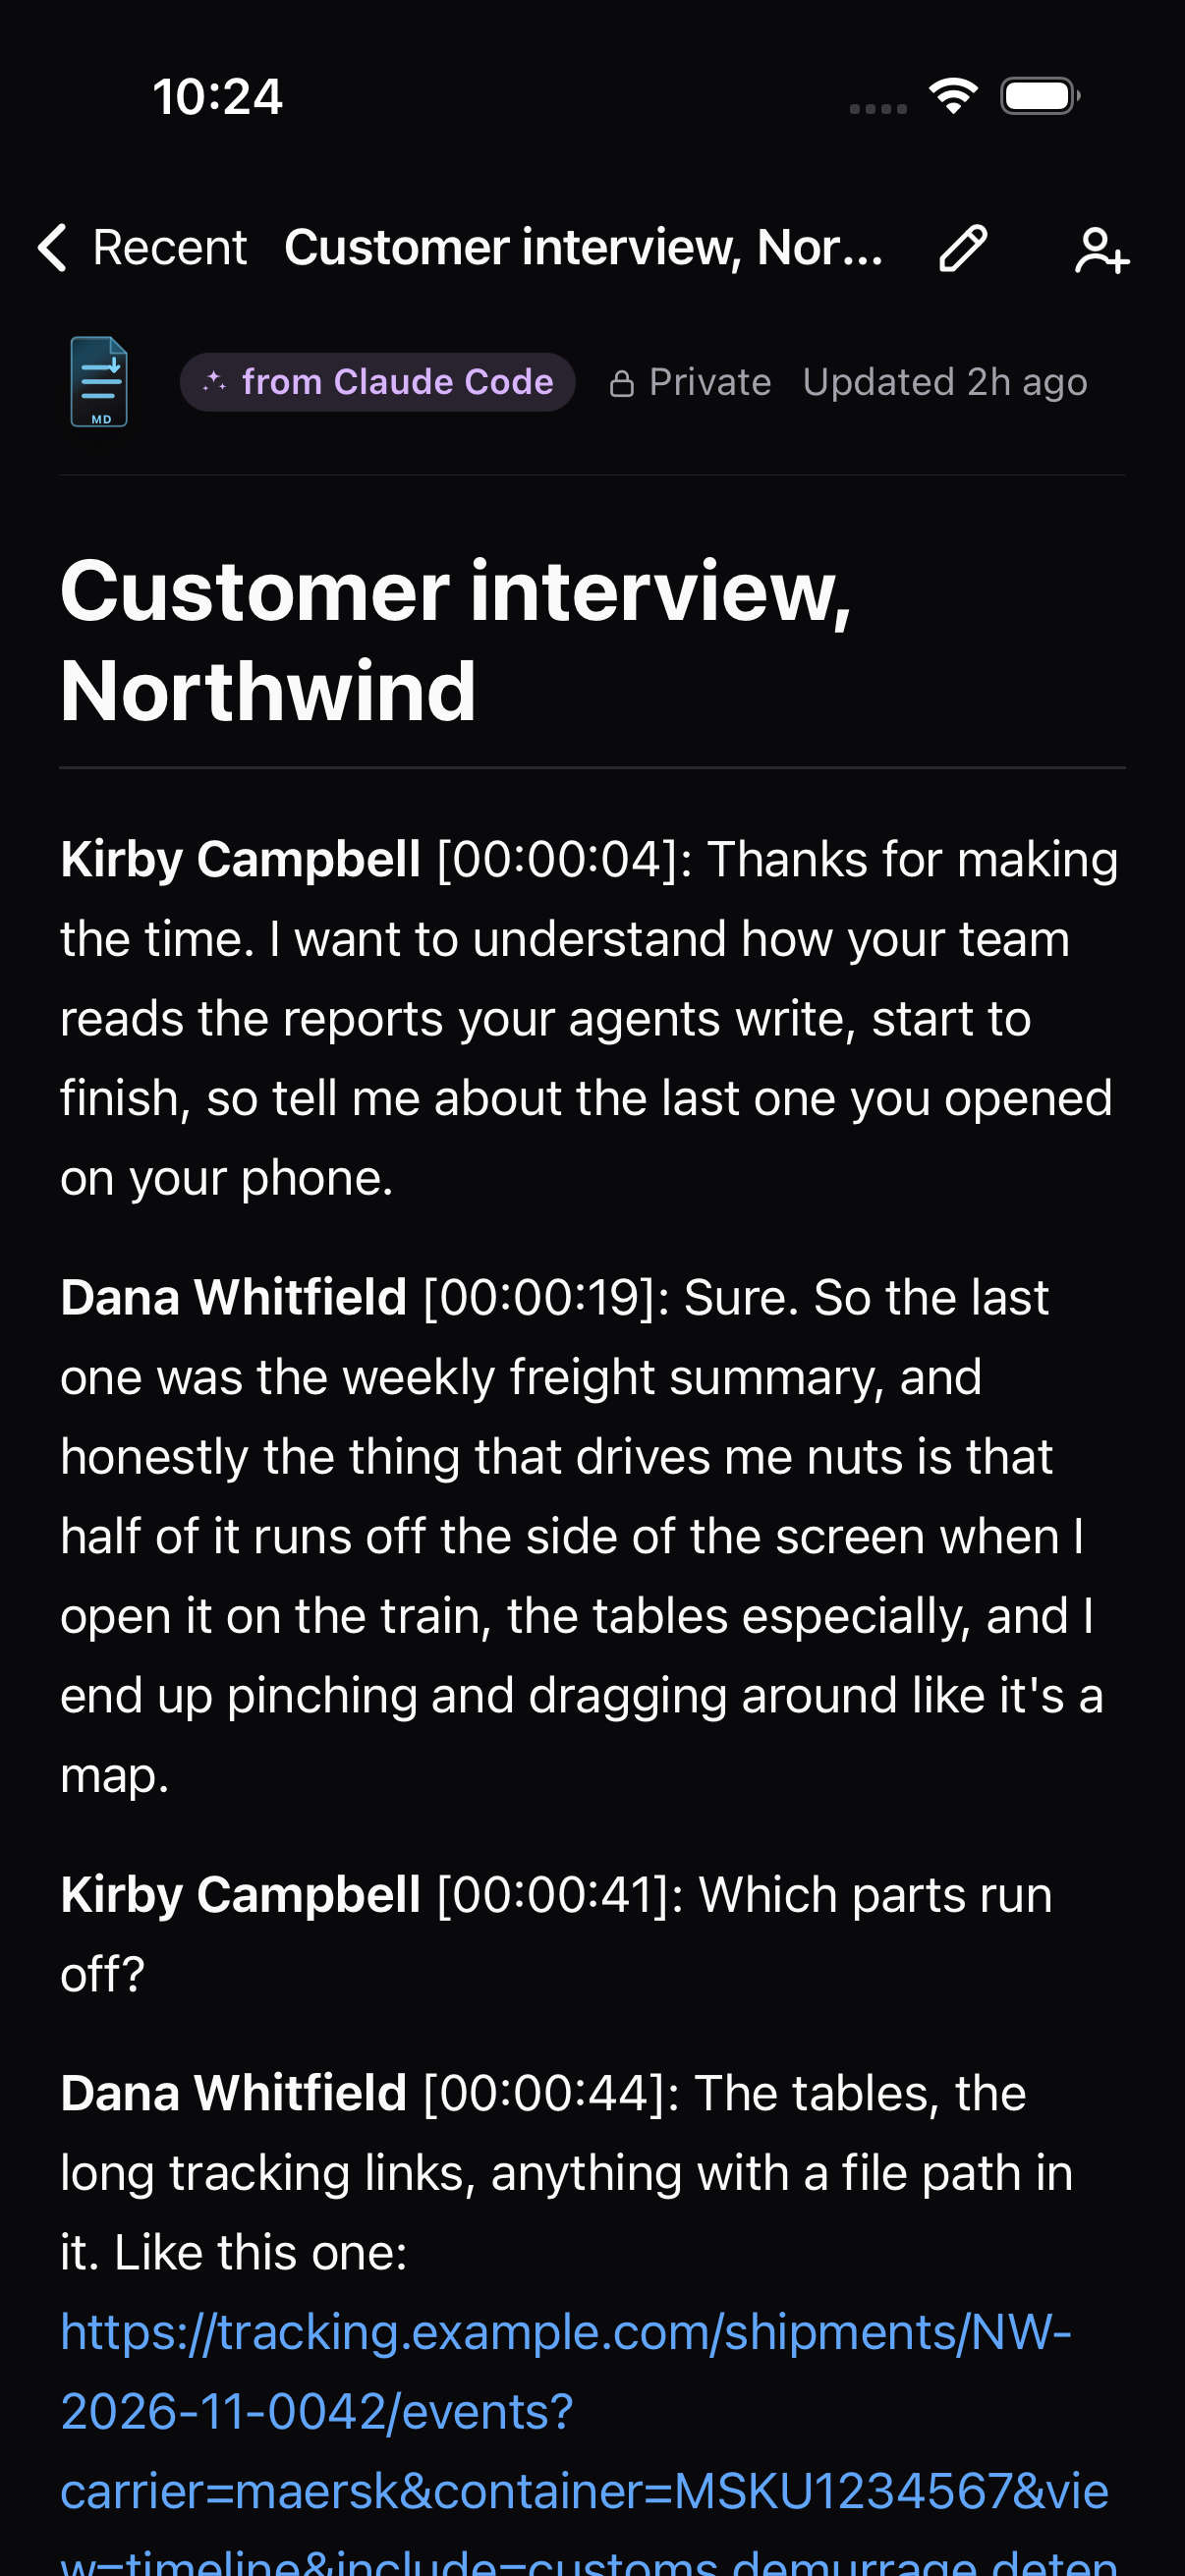 10:24
Recent Customer interview, Nor...
MD
from Claude Code Private Updated 2h ago
Customer interview,
Northwind
Kirby Campbell [00:00:04]: Thanks for making
the time. I want to understand how your team
reads the reports your agents write, start to
finish, so tell me about the last one you opened
on your phone.
Dana Whitfield [00:00:19]: Sure. So the last
one was the weekly freight summary, and
honestly the thing that drives me nuts is that
half of it runs off the side of the screen when I
open it on the train, the tables especially, and I
end up pinching and dragging around like it's a
map.
Kirby Campbell [00:00:41]: Which parts run
off?
Dana Whitfield [00:00:44]: The tables, the
long tracking links, anything with a file path in
it. Like this one:
https://tracking.example.com/shipments/NW-
2026-11-0042/events?
carrier=maersk&container=MSKU1234567&vie
w=timeline&include=customs,demurrage,deten